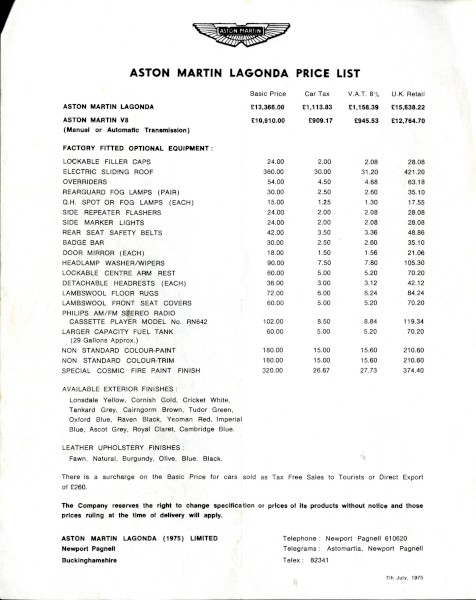 ASTON MARTIN
ASTON MARTIN LAGONDA PRICE LIST
Basic Price Car Tax V.A.T. 8% U.K. Retail
ASTON MARTIN LAGONDA £13,366.00 £1,113.83 £1,158.39 £15,638.22
ASTON MARTIN V8 £10,910.00 £909.17 £945.53 £12,764.70
(Manual or Automatic Transmission)
FACTORY FITTED OPTIONAL EQUIPMENT :
LOCKABLE FILLER CAPS 24.00 2.00 2.08 28.08
ELECTRIC SLIDING ROOF 360.00 30.00 31.20 421.20
OVERRIDERS 54.00 4.50 4.68 63.18
REARGUARD FOG LAMPS (PAIR) 30.00 2.50 2.60 35.10
Q.H. SPOT OR FOG LAMPS (EACH) 15.00 1.25 1.30 17.55
SIDE REPEATER FLASHERS 24.00 2.00 2.08 28.08
SIDE MARKER LIGHTS 24.00 2.00 2.08 28.08
REAR SEAT SAFETY BELTS 42.00 3.50 3.36 48.86
BADGE BAR 30.00 2.50 2.60 35.10
DOOR MIRROR (EACH) 18.00 1.50 1.56 21.06
HEADLAMP WASHER/WIPERS 90.00 7.50 7.80 105.30
LOCKABLE CENTRE ARM REST 60.00 5.00 5.20 70.20
DETACHABLE HEADRESTS (EACH) 36.00 3.00 3.12 42.12
LAMBSWOOL FLOOR RUGS 72.00 6.00 6.24 84.24
LAMBSWOOL FRONT SEAT COVERS 60.00 5.00 5.20 70.20
PHILIPS AM/FM STEREO RADIO
CASSETTE PLAYER MODEL No. RN642 102.00 8.50 8.84 119.34
LARGER CAPACITY FUEL TANK 60.00 5.00 5.20 70.20
(29 Gallons Approx.)
NON STANDARD COLOUR-PAINT 180.00 15.00 15.60 210.60
NON STANDARD COLOUR-TRIM 180.00 15.00 15.60 210.60
SPECIAL COSMIC FIRE PAINT FINISH 320.00 26.67 27.73 374.40
AVAILABLE EXTERIOR FINISHES :
Lonsdale Yellow, Cornish Gold, Cricket White,
Tankard Grey, Cairngorm Brown, Tudor Green,
Oxford Blue, Raven Black, Yeoman Red, Imperial
Blue, Ascot Grey, Royal Claret, Cambridge Blue.
LEATHER UPHOLSTERY FINISHES :
Fawn, Natural, Burgundy, Olive, Blue, Black.
There is a surcharge on the Basic Price for cars sold as Tax Free Sales to Tourists or Direct Export
of £260.
The Company reserves the right to change specification or prices of its products without notice and those
prices ruling at the time of delivery will apply.
ASTON MARTIN LAGONDA (1975) LIMITED Telephone : Newport Pagnell 610620
Newport Pagnell Telegrams : Astomartia, Newport Pagnell
Buckinghamshire Telex : 82341
7th July, 1975